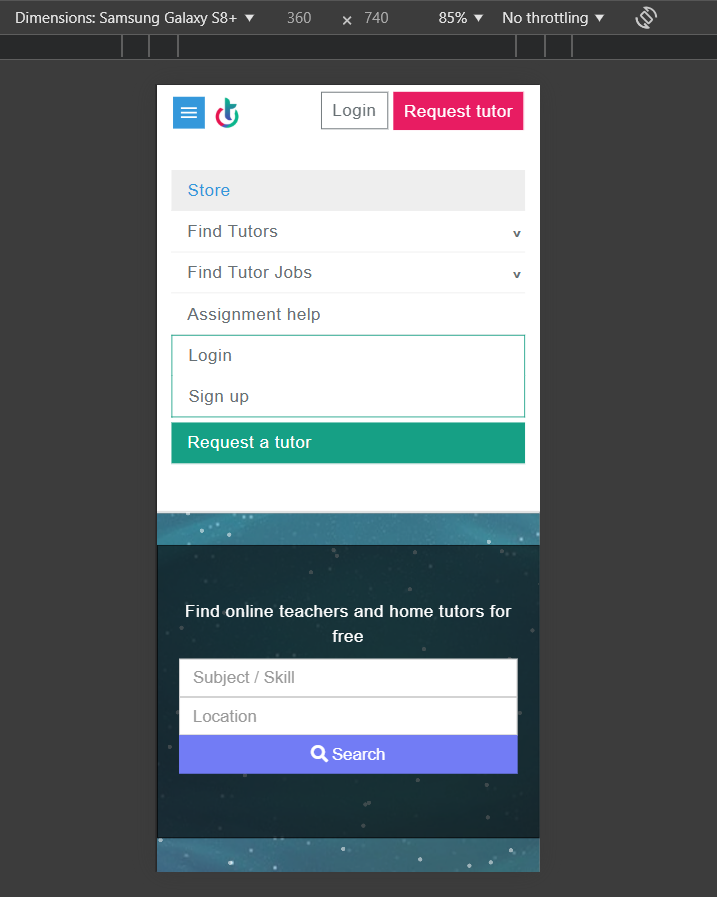 Dimensions: Samsung Galaxy S8+ ▼ 360 × 740 85% ▼ No throttling ▼
Login Request tutor
Store
Find Tutors v
Find Tutor Jobs v
Assignment help
Login
Sign up
Request a tutor
Find online teachers and home tutors for
free
Subject / Skill
Location
Search